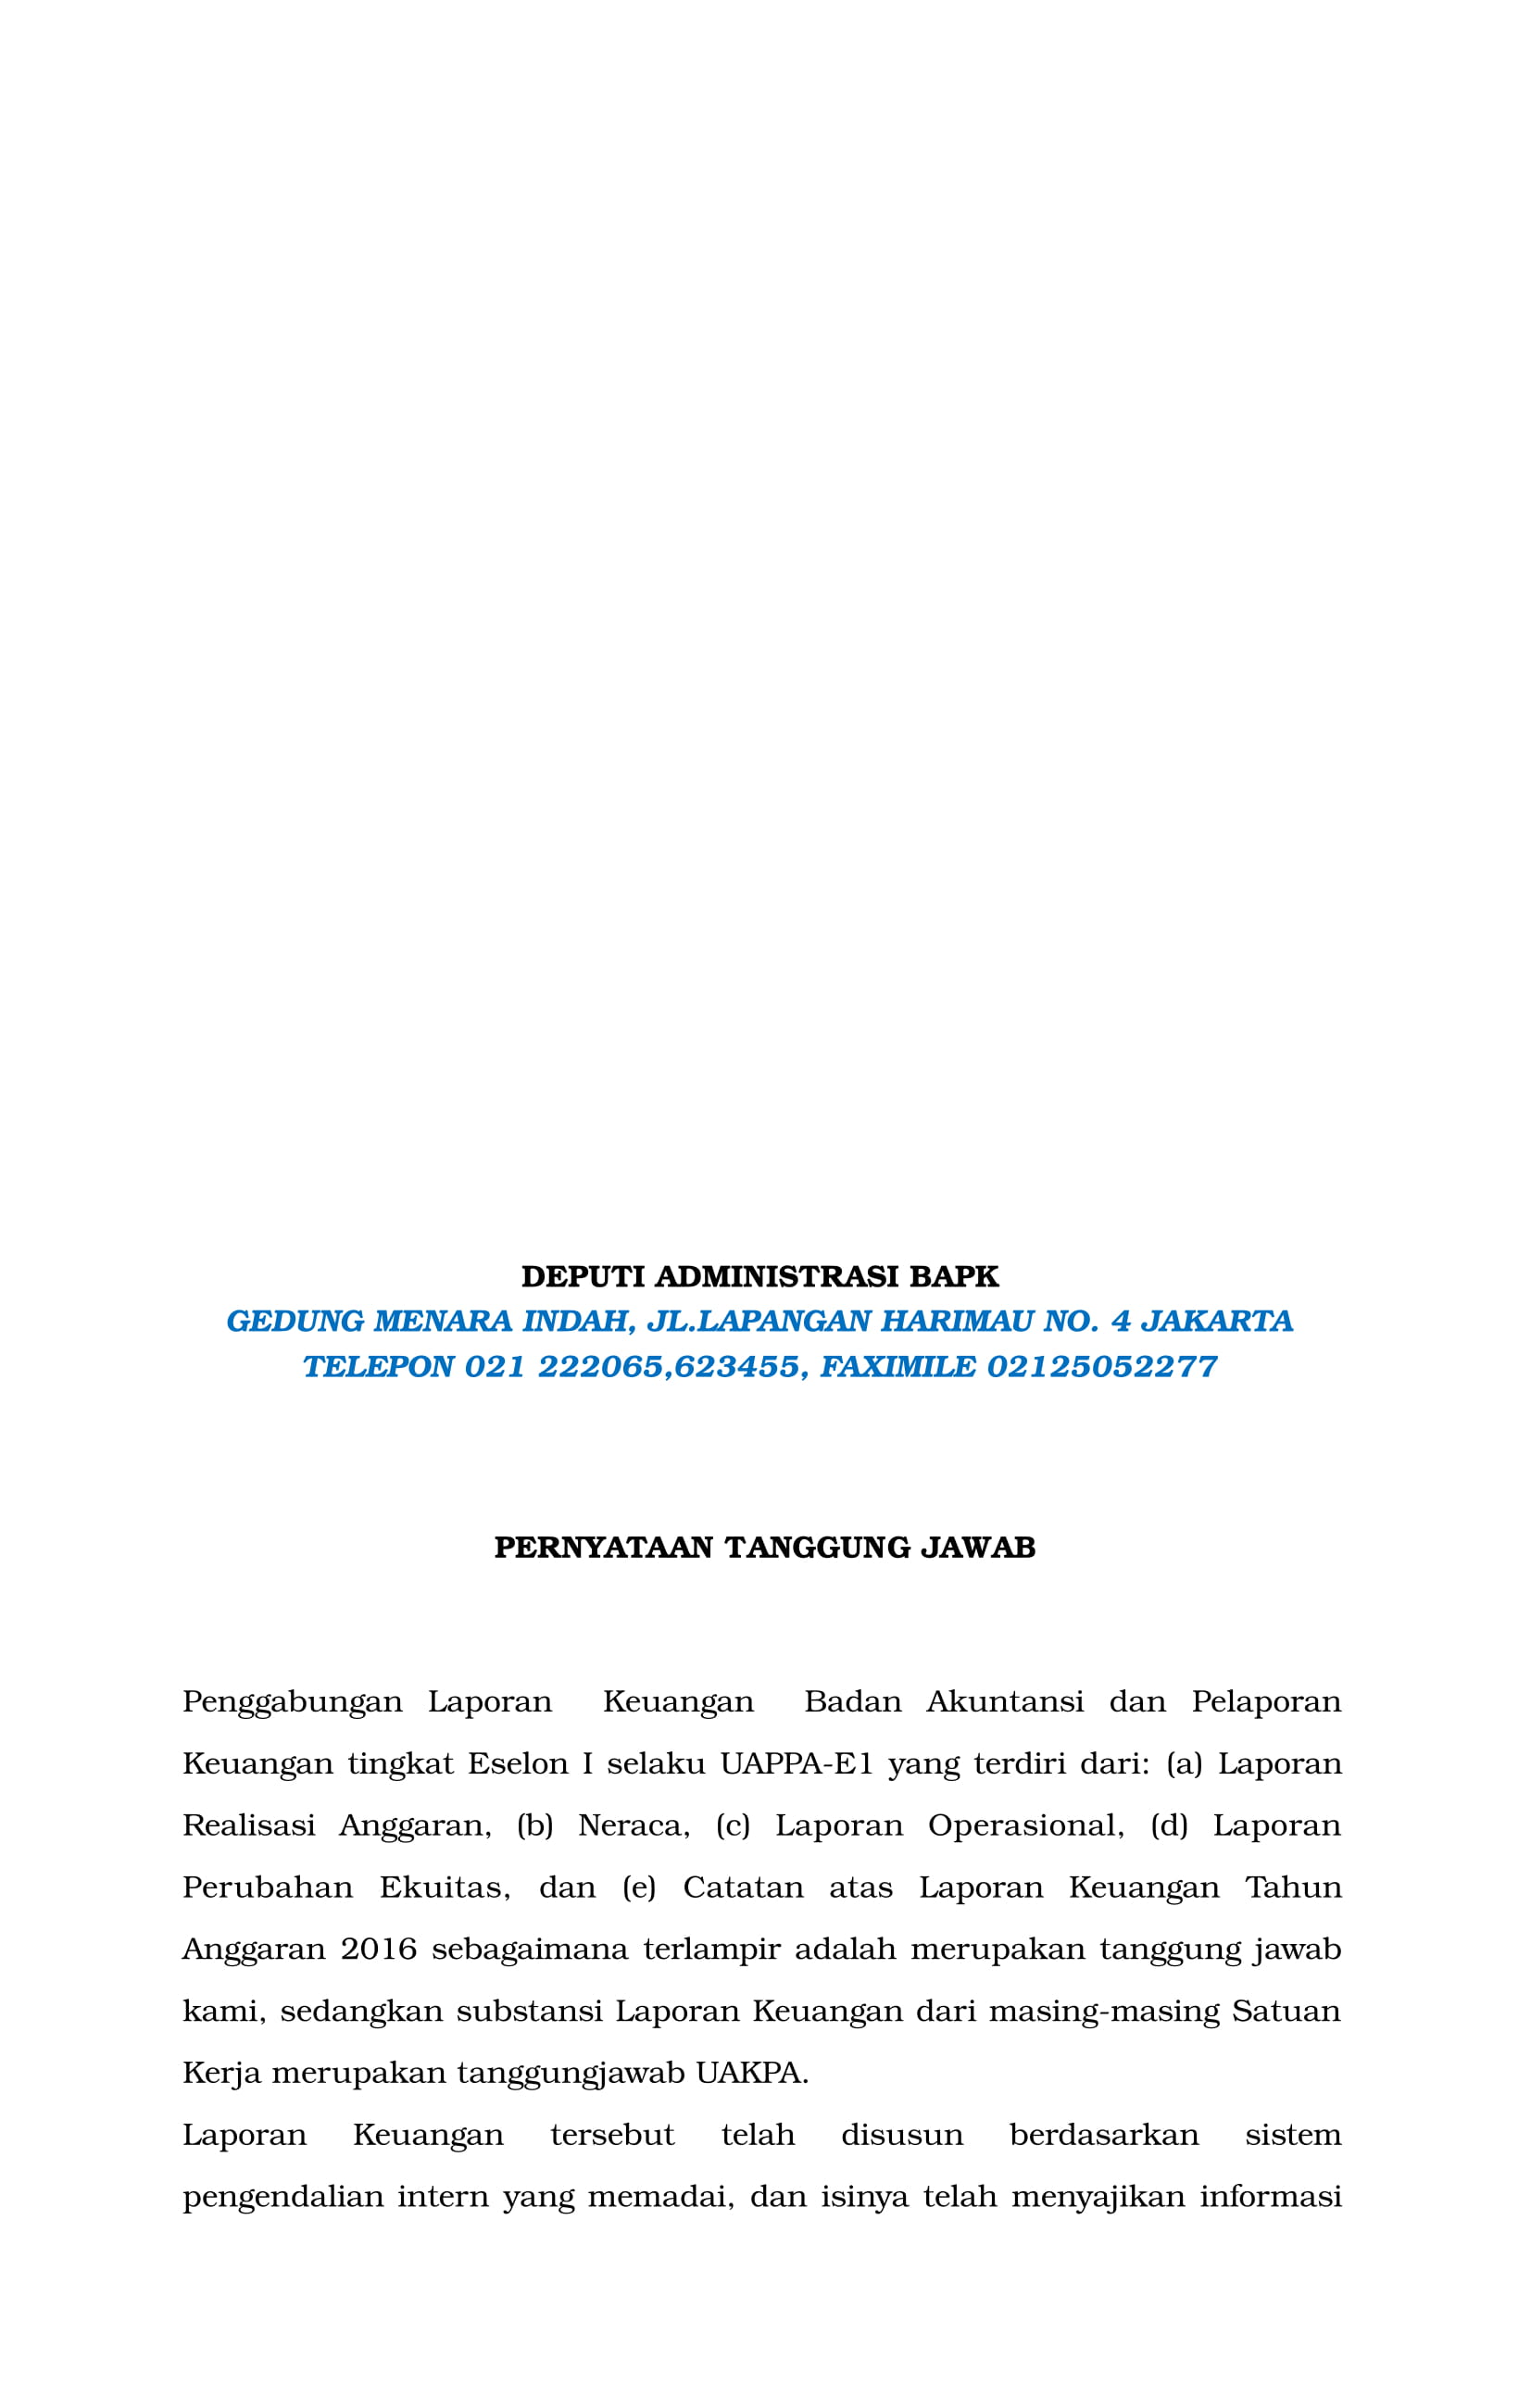 DEPUTI ADMINISTRASI BAPK
GEDUNG MENARA INDAH, JL.LAPANGAN HARIMAU NO. 4 JAKARTA
TELEPON 021 222065,623455, FAXIMILE 02125052277
PERNYATAAN TANGGUNG JAWAB
Penggabungan Laporan Keuangan Badan Akuntansi dan Pelaporan
Keuangan tingkat Eselon I selaku UAPPA-E1 yang terdiri dari: (a) Laporan
Realisasi Anggaran, (b) Neraca, (c) Laporan Operasional, (d) Laporan
Perubahan Ekuitas, dan (e) Catatan atas Laporan Keuangan Tahun
Anggaran 2016 sebagaimana terlampir adalah merupakan tanggung jawab
kami, sedangkan substansi Laporan Keuangan dari masing-masing Satuan
Kerja merupakan tanggungjawab UAKPA.
Laporan Keuangan tersebut telah disusun berdasarkan sistem
pengendalian intern yang memadai, dan isinya telah menyajikan informasi